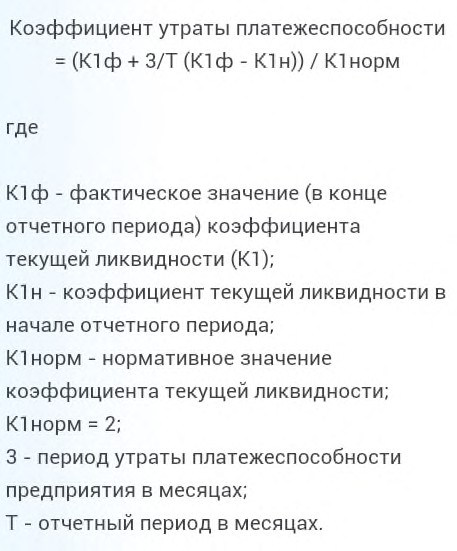 Коэффициент утраты платежеспособности
= (К1ф + 3/Т (К1ф - К1н)) / К1норм
где
К1ф - фактическое значение (в конце
отчетного периода) коэффициента
текущей ликвидности (К1);
К1н - коэффициент текущей ликвидности в
начале отчетного периода;
К1норм - нормативное значение
коэффициента текущей ликвидности;
К1норм = 2;
3 - период утраты платежеспособности
предприятия в месяцах;
Т - отчетный период в месяцах.